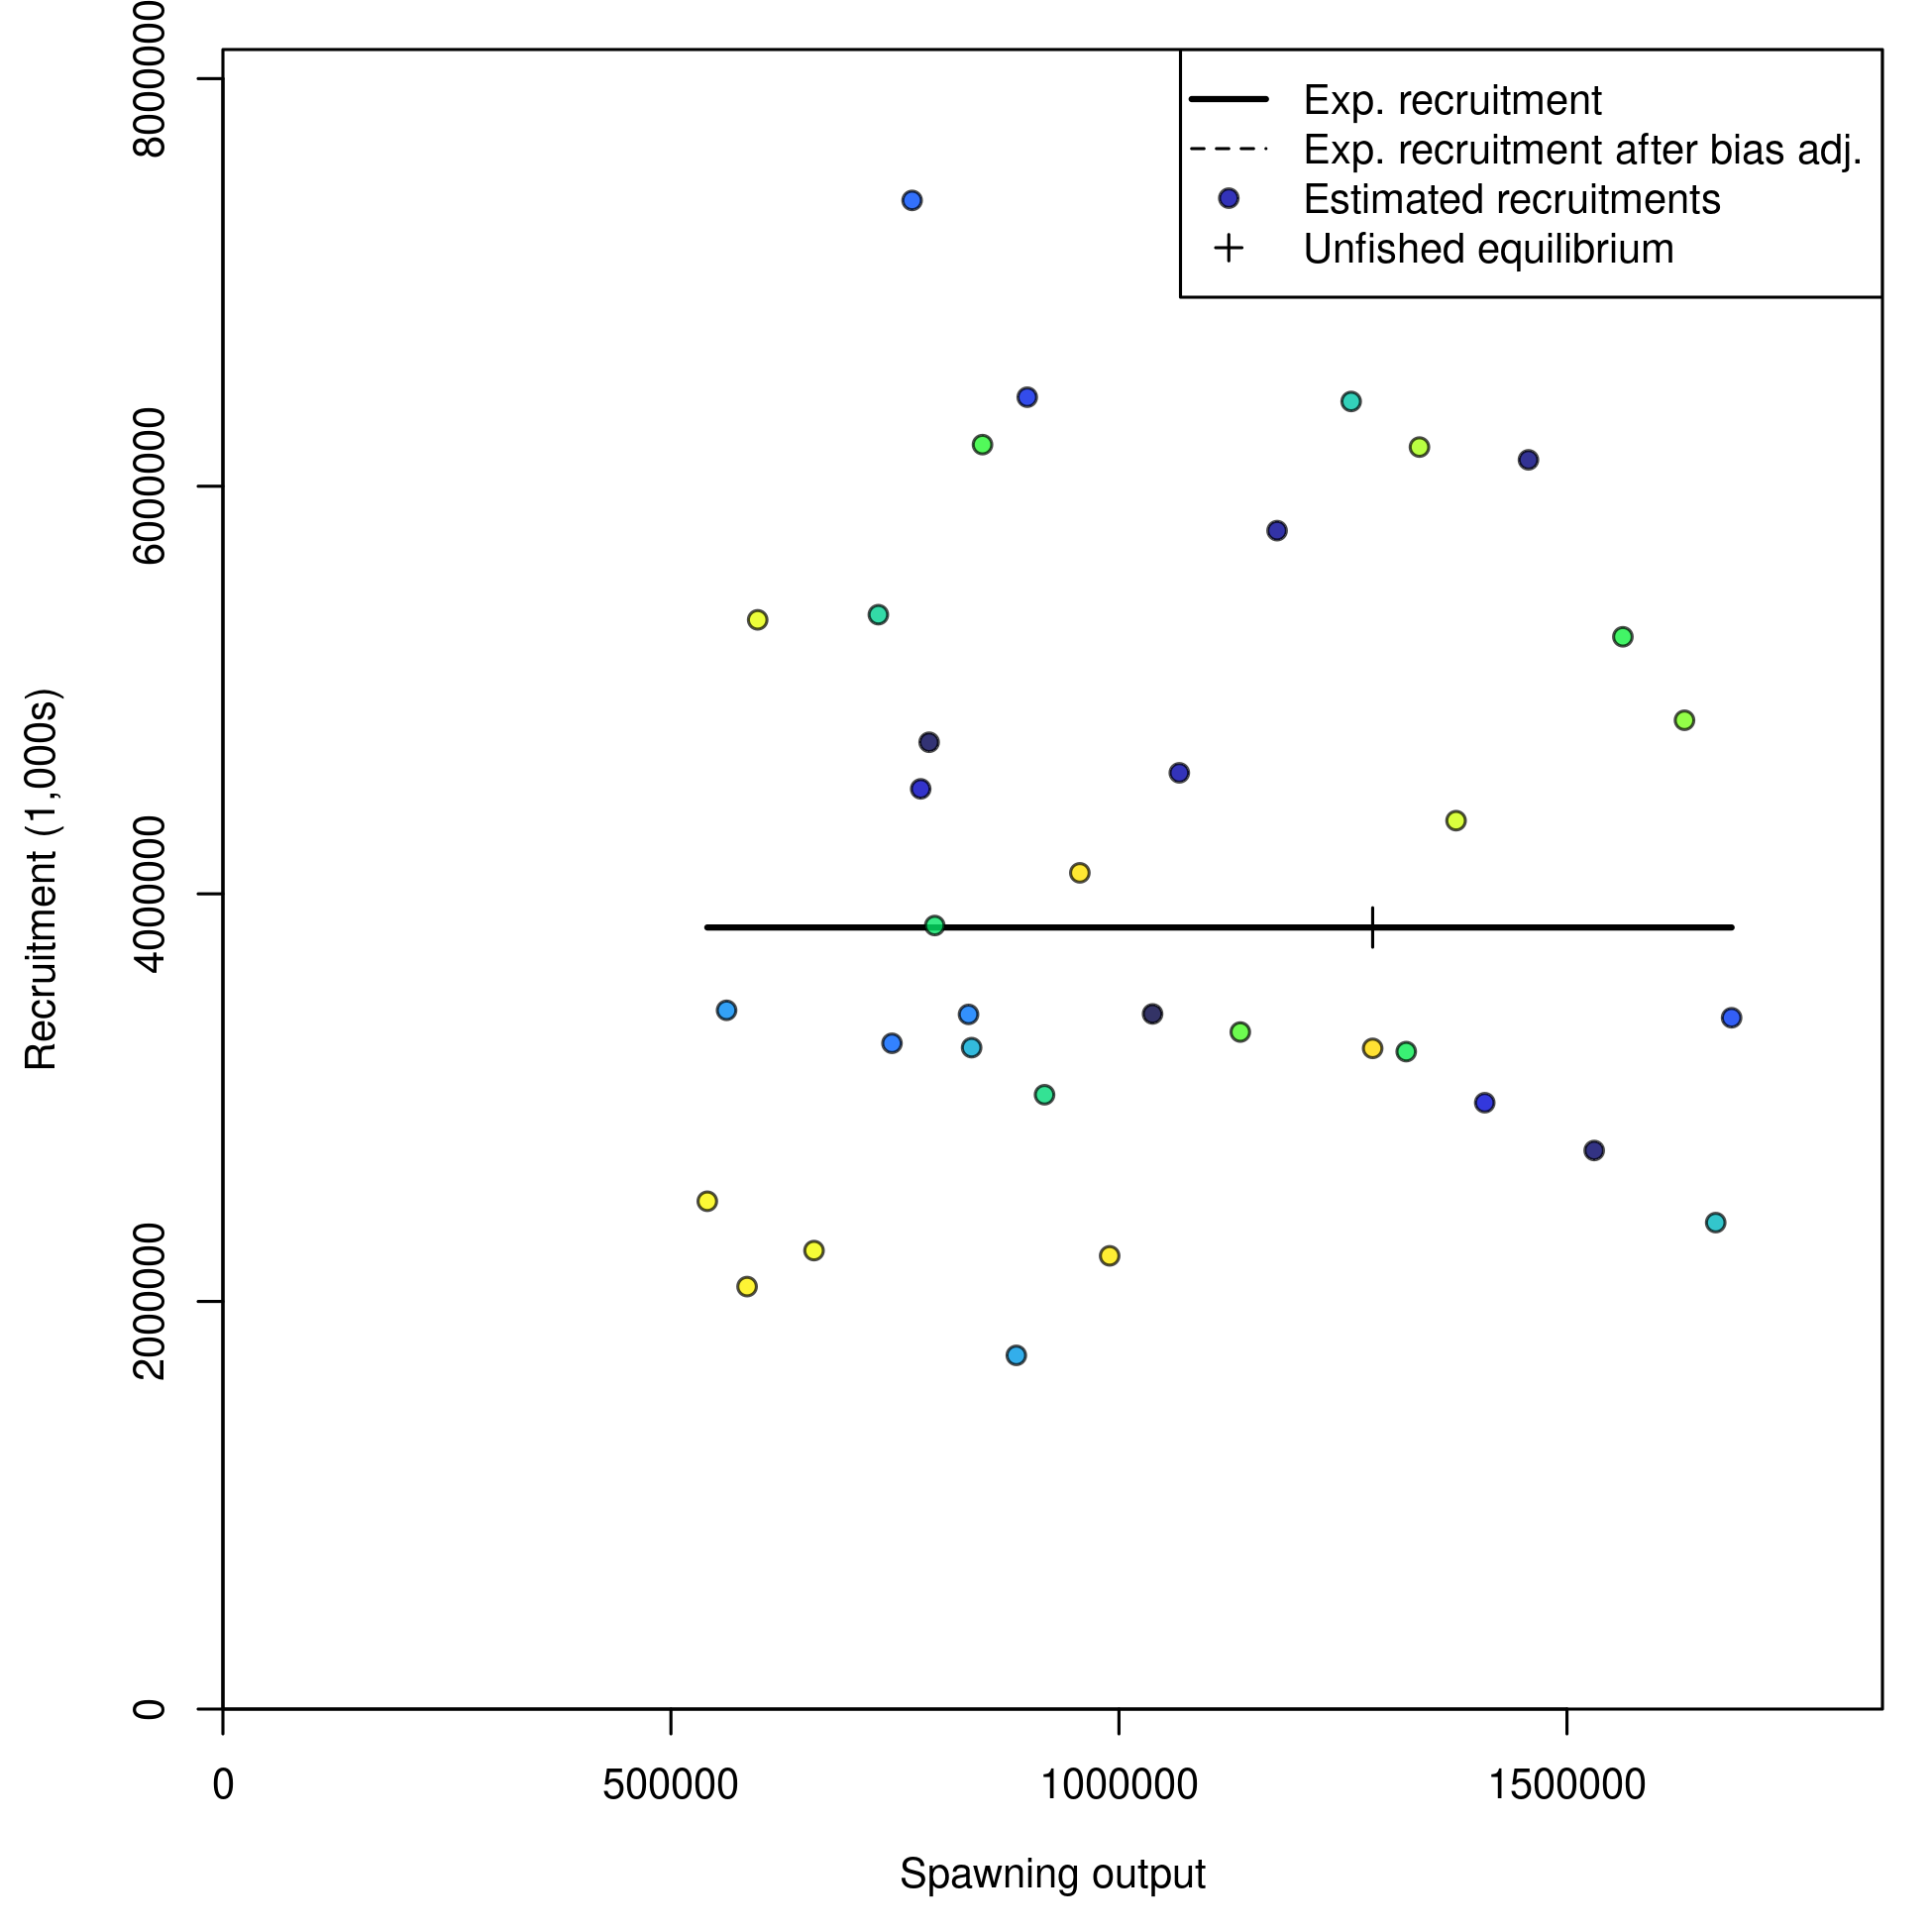 Exp. recruitment
Exp. recruitment after bias adj.
Estimated recruitments
Unfished equilibrium
8000000
6000000
4000000
2000000
0
Recruitment (1,000s)
0
500000
1000000
1500000
Spawning output